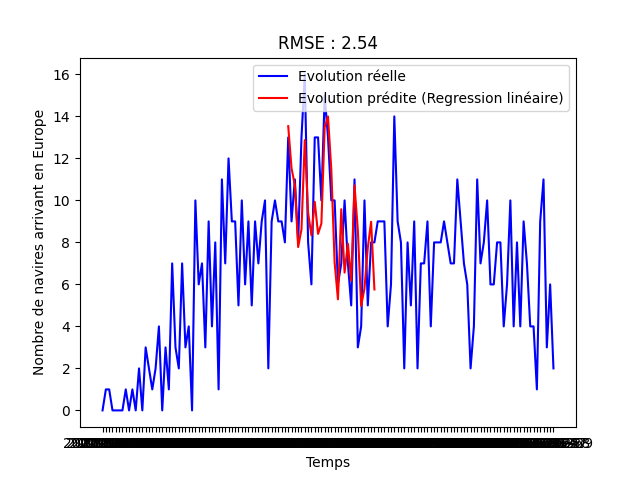 RMSE : 2.54
Evolution réelle
Evolution prédite (Regression linéaire)
16
14
12
10
8
6
4
2
0
Nombre de navires arrivant en Europe
Temps